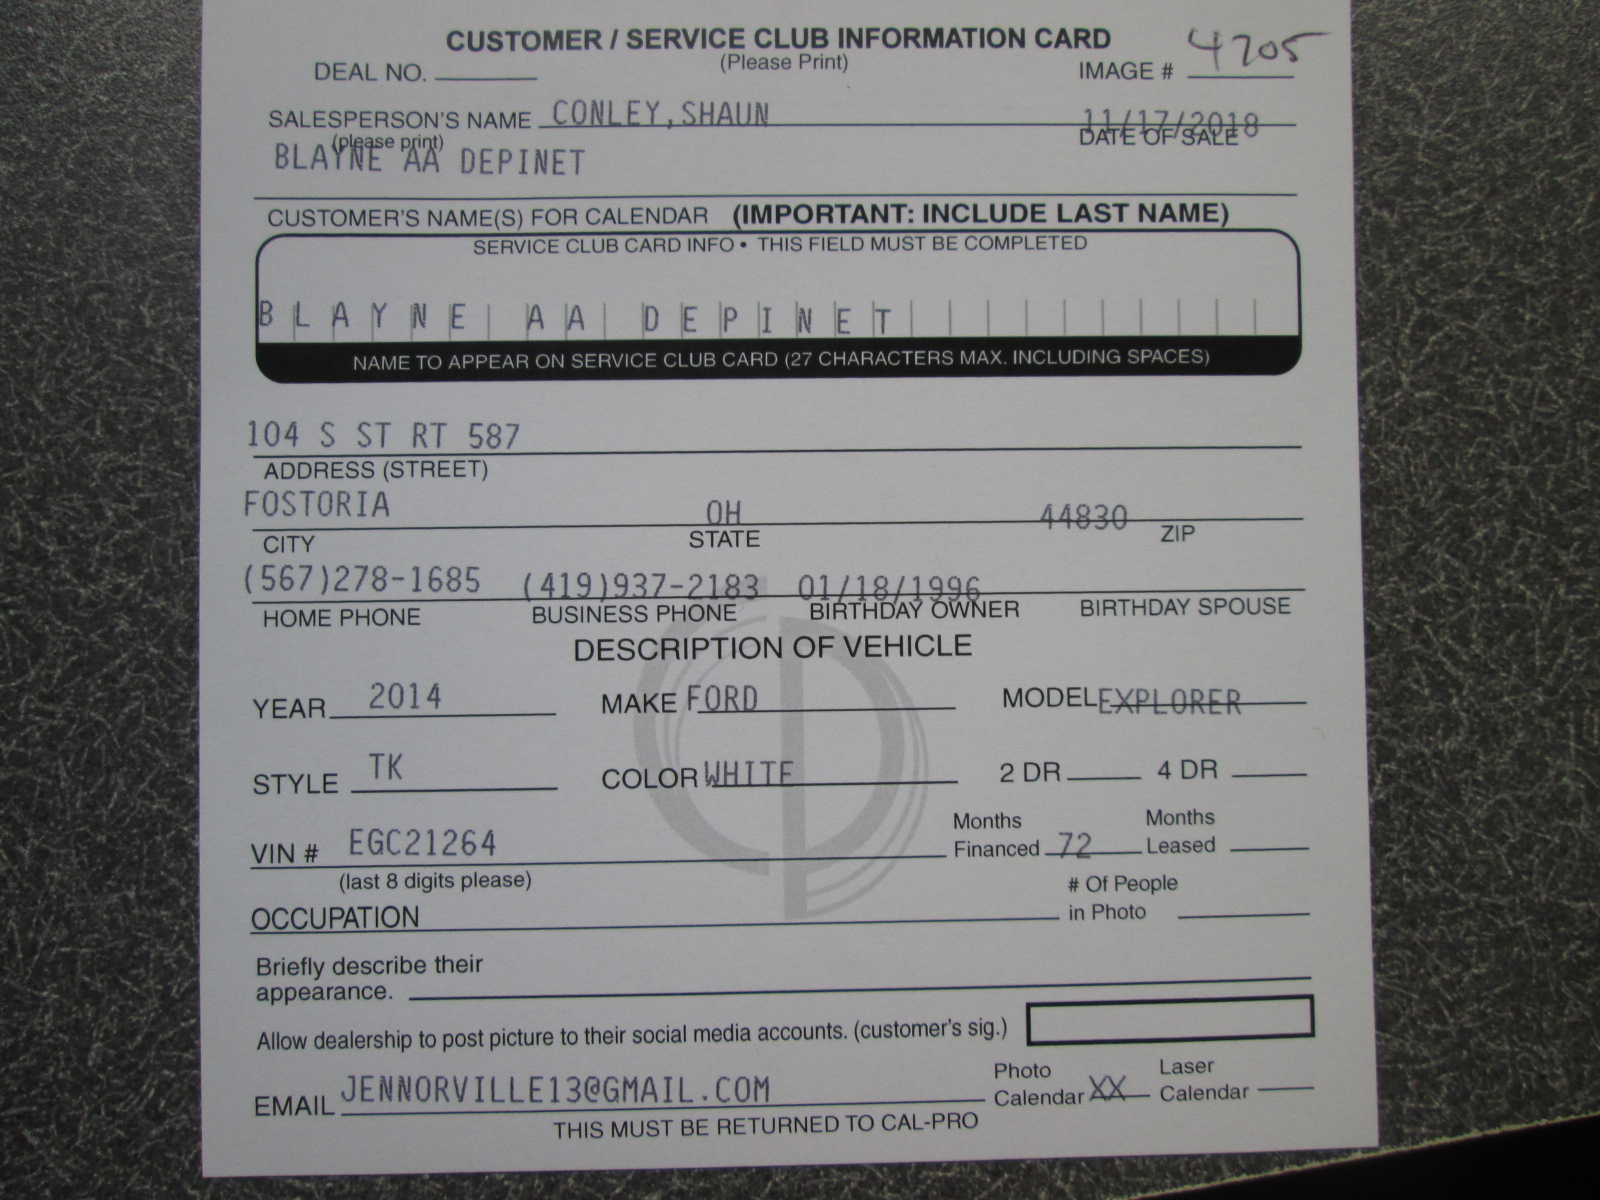 CUSTOMER / SERVICE CLUB INFORMATION CARD
(Please Print)
DEAL NO. IMAGE # 4205
SALESPERSON'S NAME CONLEY,SHAUN 11/17/2018
(please print) DATE OF SALE
BLAYNE AA DEPINET
CUSTOMER'S NAME(S) FOR CALENDAR (IMPORTANT: INCLUDE LAST NAME)
SERVICE CLUB CARD INFO • THIS FIELD MUST BE COMPLETED
BLAYNE AA DEPINET
NAME TO APPEAR ON SERVICE CLUB CARD (27 CHARACTERS MAX. INCLUDING SPACES)
104 S ST RT 587
ADDRESS (STREET)
FOSTORIA OH 44830
CITY STATE ZIP
(567)278-1685 (419)937-2183 01/18/1996
HOME PHONE BUSINESS PHONE BIRTHDAY OWNER BIRTHDAY SPOUSE
DESCRIPTION OF VEHICLE
YEAR 2014 MAKE FORD MODEL EXPLORER
STYLE TK COLOR WHITE 2 DR 4 DR
VIN # EGC21264 Months Financed 72 Months Leased
(last 8 digits please)
OCCUPATION # Of People in Photo
Briefly describe their
appearance.
Allow dealership to post picture to their social media accounts. (customer's sig.)
EMAIL JENNORVILLE13@GMAIL.COM Photo Calendar XX Laser Calendar
THIS MUST BE RETURNED TO CAL-PRO